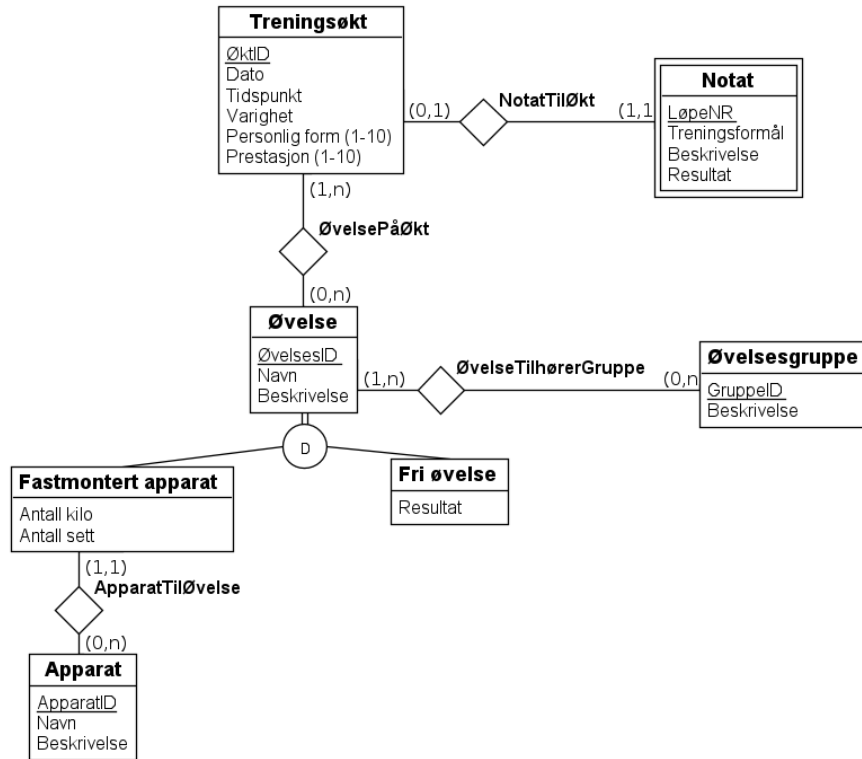 Treningsøkt
ØktID
Dato
Tidspunkt
Varighet
Personlig form (1-10)
Prestasjon (1-10)
(0,1)
NotatTilØkt
(1,1
Notat
LøpeNR
Treningsformål
Beskrivelse
Resultat
(1,n)
ØvelsePåØkt
(0,n)
Øvelse
ØvelsesID
Navn
Beskrivelse
(1,n)
ØvelseTilhørerGruppe
(0,n
Øvelsesgruppe
GruppeID
Beskrivelse
D
Fastmontert apparat
Antall kilo
Antall sett
Fri øvelse
Resultat
(1,1)
ApparatTilØvelse
(0,n)
Apparat
ApparatID
Navn
Beskrivelse